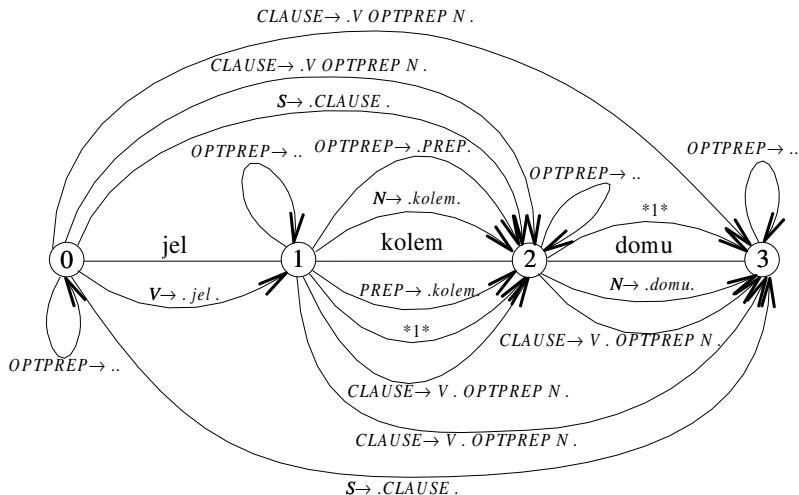 CLAUSE→ .V OPTPREP N .
CLAUSE→ .V OPTPREP N .
S→ .CLAUSE .
OPTPREP→ ..
OPTPREP→ .PREP.
OPTPREP→ ..
OPTPREP→ ..
N→ .kolem.
*1*
jel
kolem
domu
0
1
2
3
V→ . jel .
PREP→ .kolem.
N→ .domu.
*1*
CLAUSE→ V . OPTPREP N .
OPTPREP→ ..
CLAUSE→ V . OPTPREP N .
CLAUSE→ V . OPTPREP N .
S→ .CLAUSE .